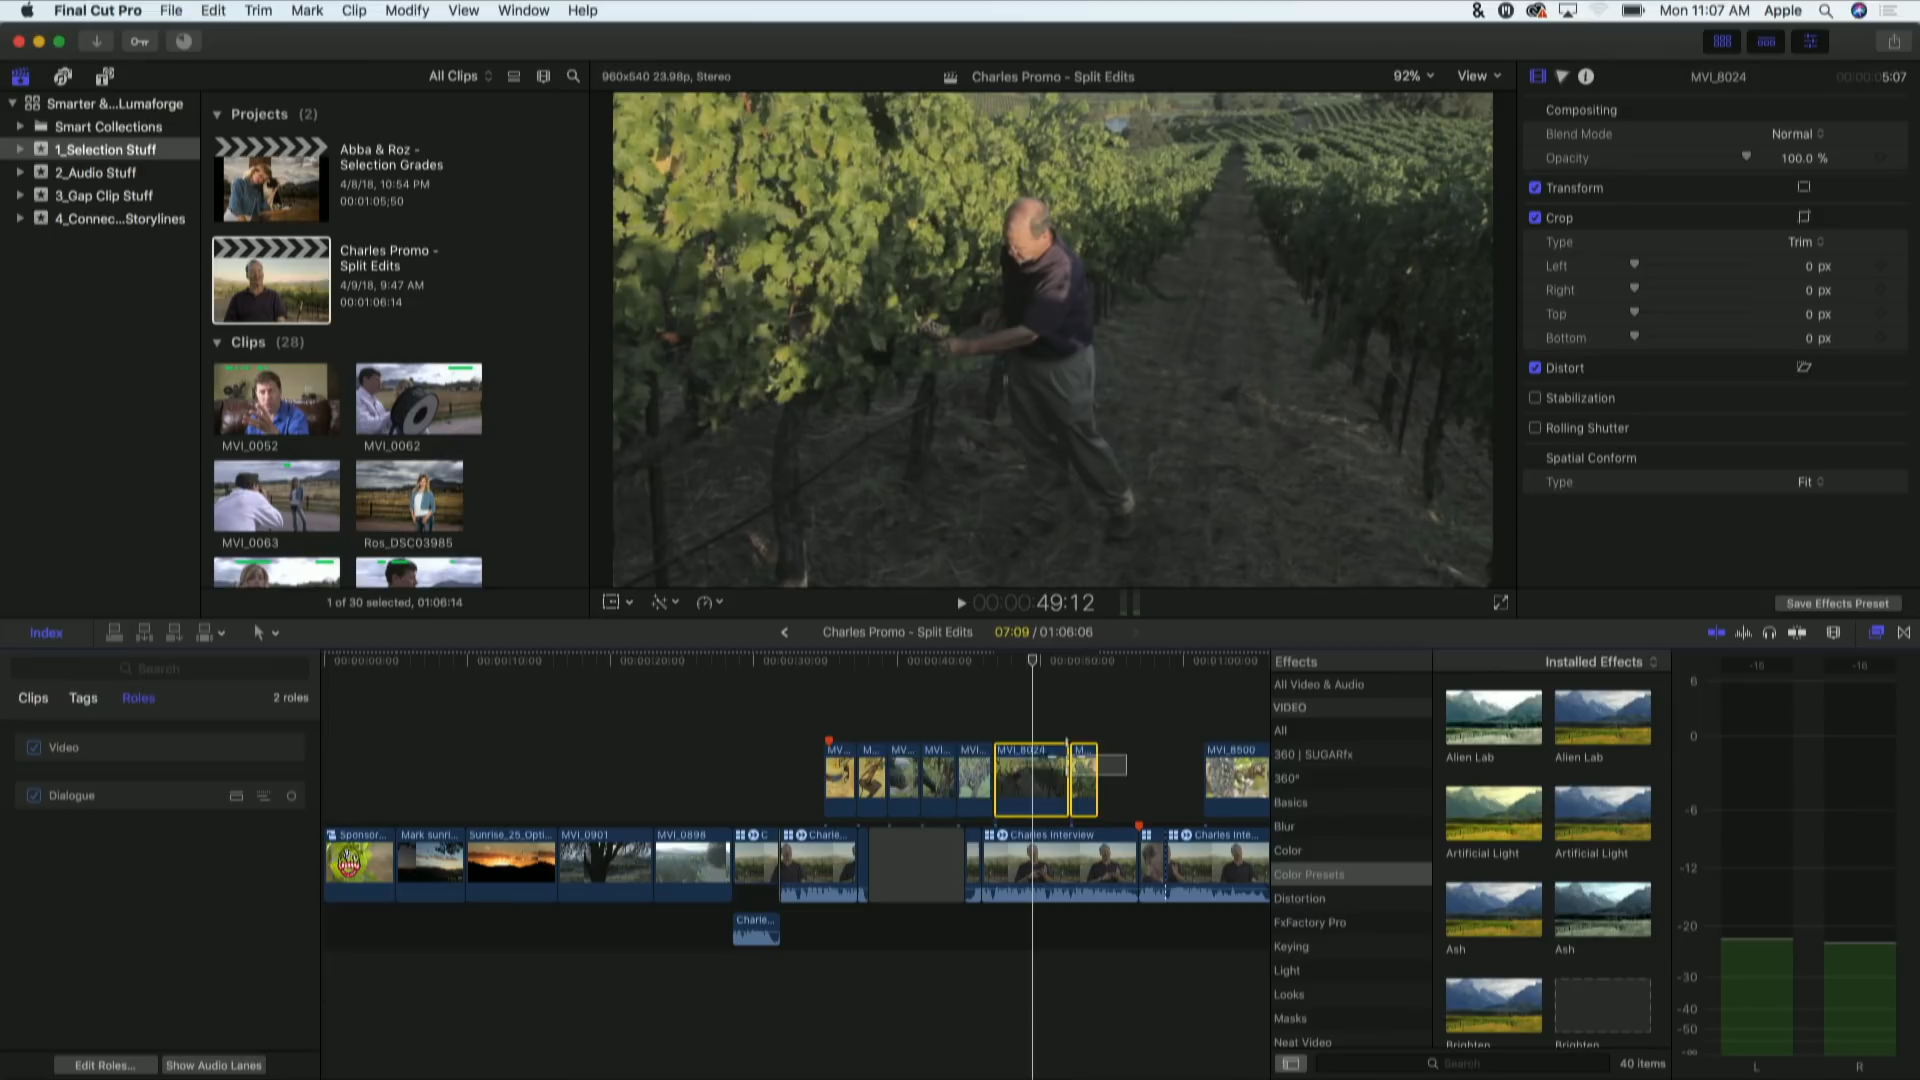 Final Cut Pro File Edit Trim Mark Clip Modify View Window Help
Mon 11:07 AM Apple
All Clips
960x540 23.98p, Stereo
Charles Promo - Split Edits
92% View
MVI_8024
00:00:05:07
Smarter &...Lumaforge
Smart Collections
1_Selection Stuff
2_Audio Stuff
3_Gap Clip Stuff
4_Connec...Storylines
Projects (2)
Abba & Roz -
Selection Grades
4/8/18, 10:54 PM
00:01:05;50
Charles Promo -
Split Edits
4/9/18, 9:47 AM
00:01:06:14
Clips (28)
MVI_0052
MVI_0062
MVI_0063
Ros_DSC03985
1 of 30 selected, 01:06:14
00:00:49:12
Compositing
Blend Mode Normal
Opacity 100.0 %
Transform
Crop
Type Trim
Left 0 px
Right 0 px
Top 0 px
Bottom 0 px
Distort
Stabilization
Rolling Shutter
Spatial Conform
Type Fit
Save Effects Preset
Index
Charles Promo - Split Edits 07:09 / 01:06:06
Search
Clips Tags Roles 2 roles
Video
Dialogue
Edit Roles... Show Audio Lanes
00:00:00:00 00:00:10:00 00:00:20:00 00:00:30:00 00:00:40:00 00:00:50:00 00:01:00:00
MV... M... MV... MVI... MVI... MVI_8024 M... MVI_8500
Sponsor... Mark sunri... Sunrise_25_Opti... MVI_0901 MVI_0898 C Charle... Charles Interview Charles Inte...
Charle...
Effects
All Video & Audio
VIDEO
All
360 | SUGARfx
360°
Basics
Blur
Color
Color Presets
Distortion
FxFactory Pro
Keying
Light
Looks
Masks
Neat Video
Installed Effects
Alien Lab Alien Lab
Artificial Light Artificial Light
Ash Ash
Brighten Brighten
Search
40 items
6
0
-6
-12
-20
-30
-40
-50
-∞
L R